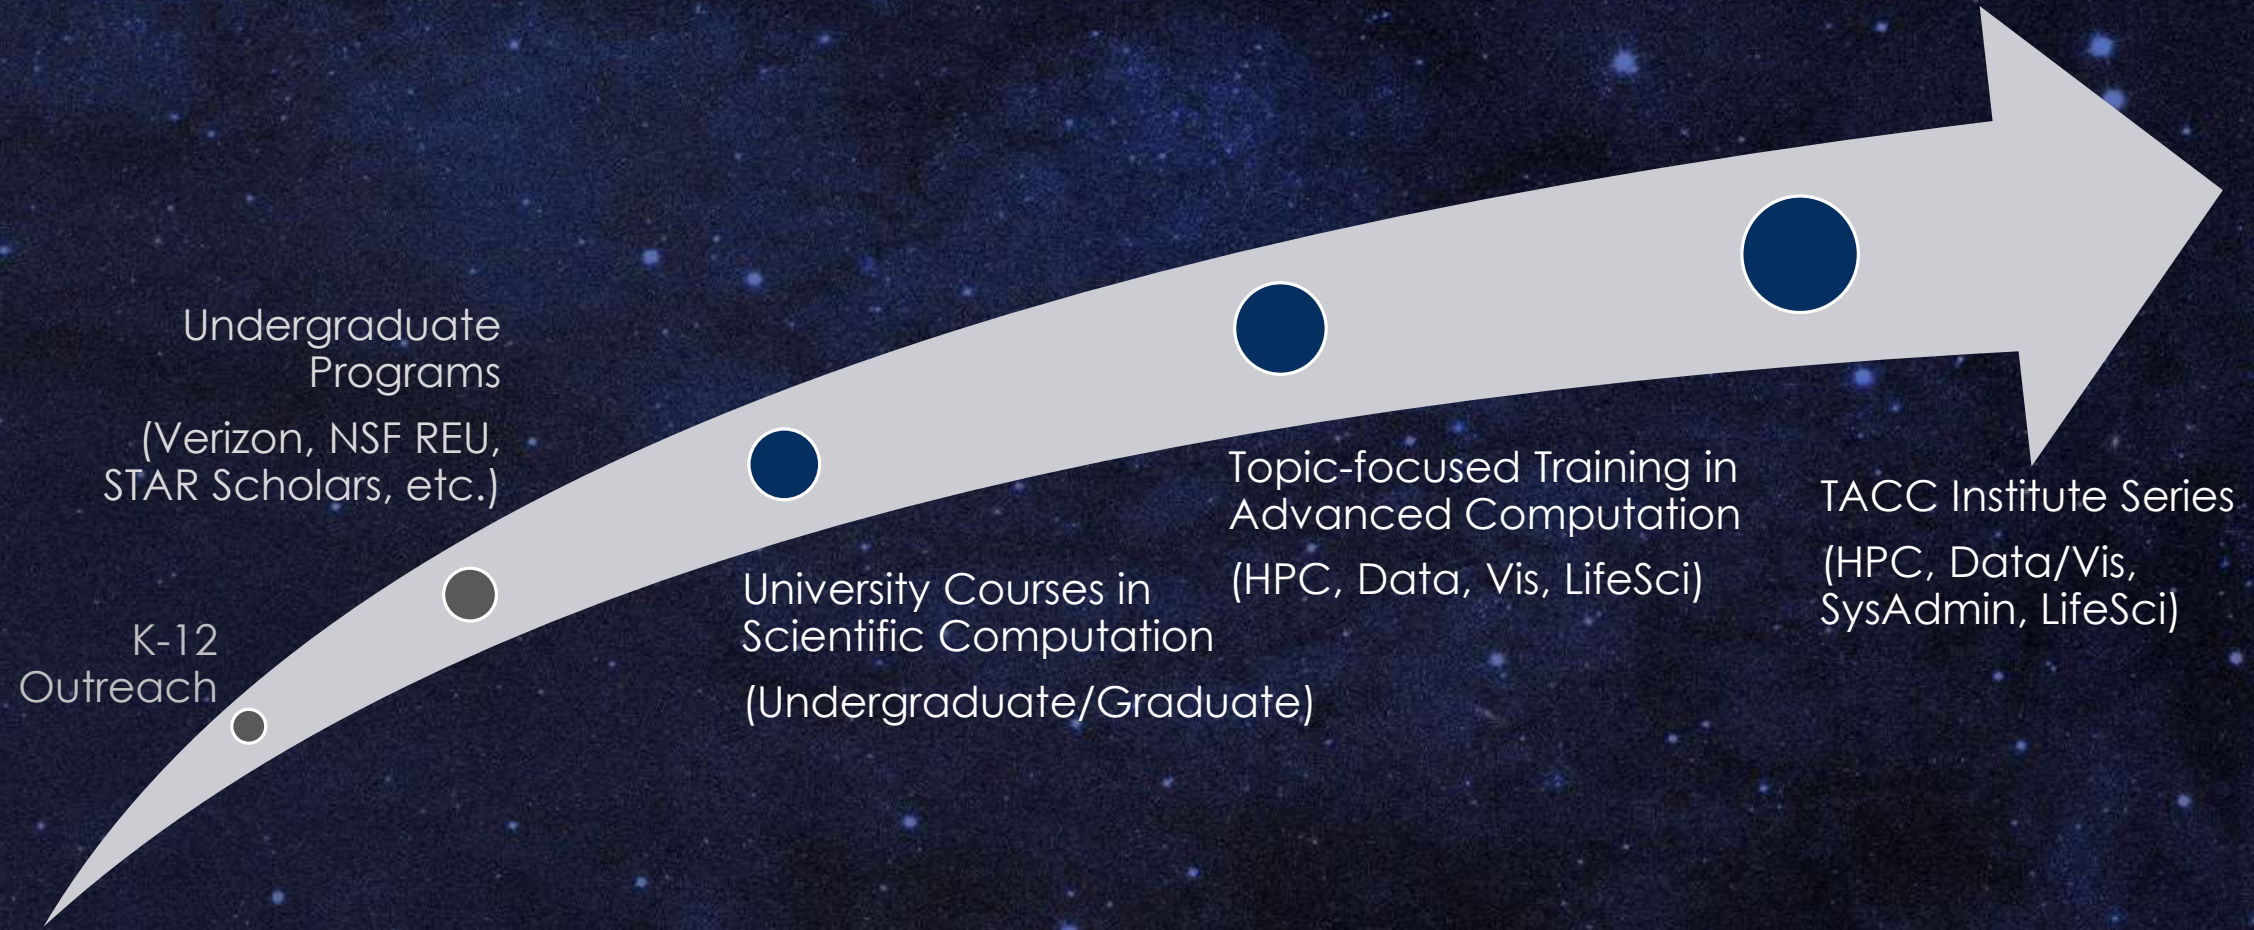 K-12
Outreach
Undergraduate
Programs
(Verizon, NSF REU,
STAR Scholars, etc.)
University Courses in
Scientific Computation
(Undergraduate/Graduate)
Topic-focused Training in
Advanced Computation
(HPC, Data, Vis, LifeSci)
TACC Institute Series
(HPC, Data/Vis,
SysAdmin, LifeSci)